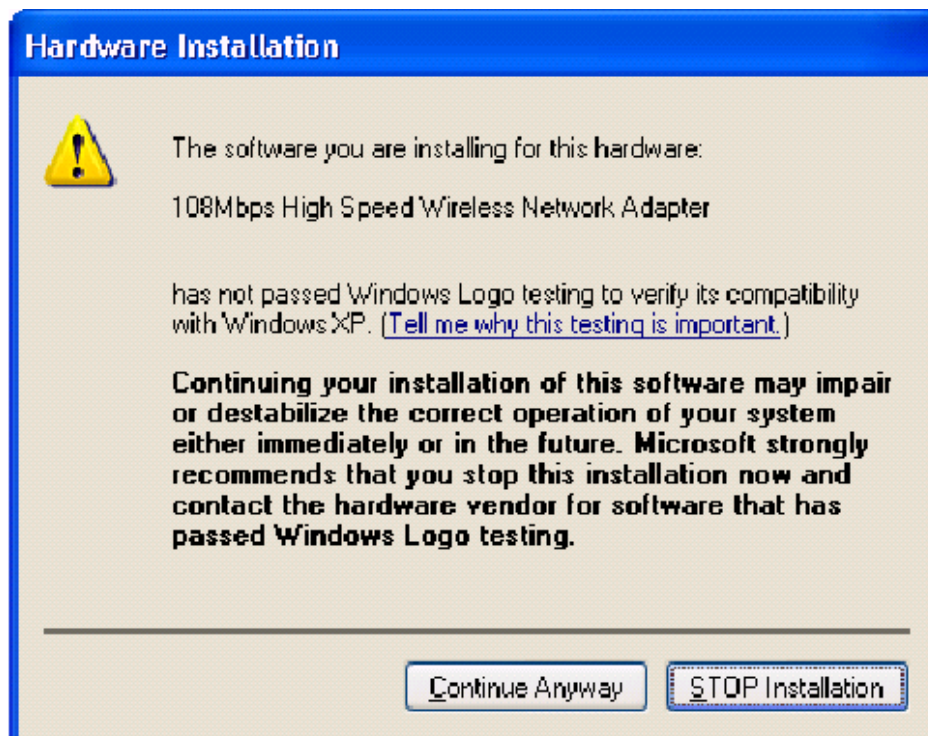 Hardware Installation
The software you are installing for this hardware:
108Mbps High Speed Wireless Network Adapter
has not passed Windows Logo testing to verify its compatibility
with Windows XP. (Tell me why this testing is important.)
Continuing your installation of this software may impair
or destabilize the correct operation of your system
either immediately or in the future. Microsoft strongly
recommends that you stop this installation now and
contact the hardware vendor for software that has
passed Windows Logo testing.
Continue Anyway
STOP Installation